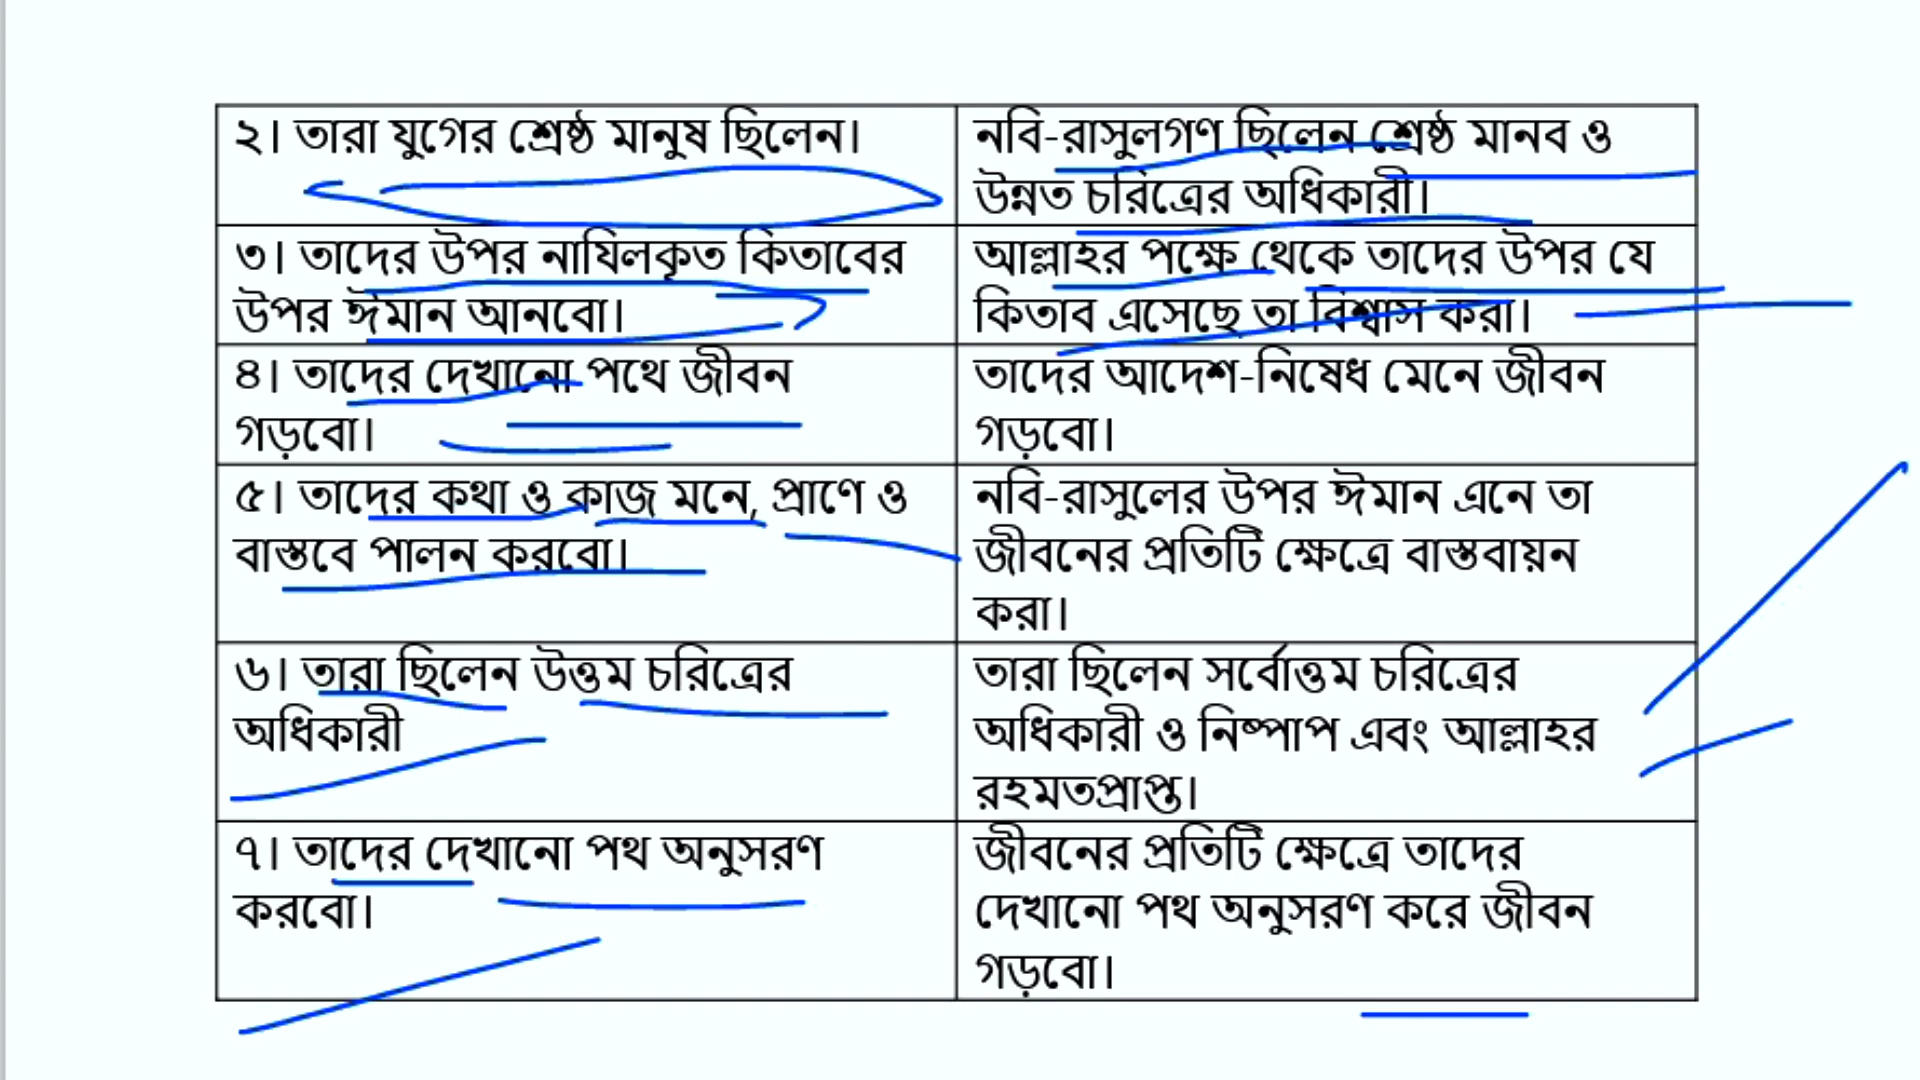 ২। তারা যুগের শ্রেষ্ঠ মানুষ ছিলেন।
নবি-রাসুলগণ ছিলেন শ্রেষ্ঠ মানব ও
উন্নত চরিত্রের অধিকারী।
৩। তাদের উপর নাযিলকৃত কিতাবের
উপর ঈমান আনবো।
আল্লাহর পক্ষে থেকে তাদের উপর যে
কিতাব এসেছে তা বিশ্বাস করা।
৪। তাদের দেখানো পথে জীবন
গড়বো।
তাদের আদেশ-নিষেধ মেনে জীবন
গড়বো।
৫। তাদের কথা ও কাজ মনে, প্রাণে ও
বাস্তবে পালন করবো।
নবি-রাসুলের উপর ঈমান এনে তা
জীবনের প্রতিটি ক্ষেত্রে বাস্তবায়ন
করা।
৬। তারা ছিলেন উত্তম চরিত্রের
অধিকারী
তারা ছিলেন সর্বোত্তম চরিত্রের
অধিকারী ও নিষ্পাপ এবং আল্লাহর
রহমতপ্রাপ্ত।
৭। তাদের দেখানো পথ অনুসরণ
করবো।
জীবনের প্রতিটি ক্ষেত্রে তাদের
দেখানো পথ অনুসরণ করে জীবন
গড়বো।